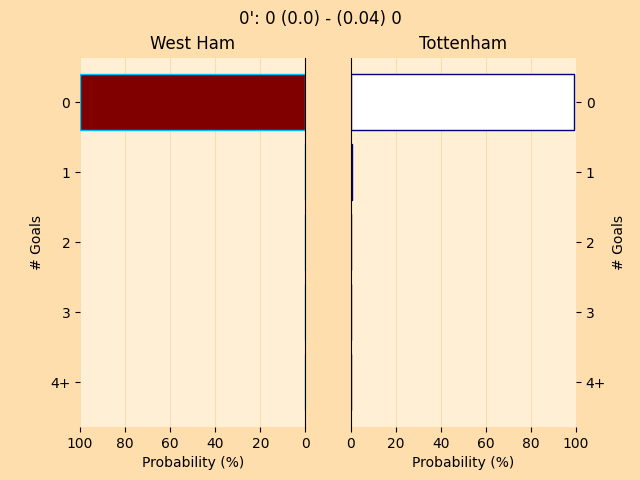 0': 0 (0.0) - (0.04) 0
West Ham
Tottenham
# Goals
0
1
2
3
4+
0
1
2
3
4+
# Goals
100 80 60 40 20 0
0 20 40 60 80 100
Probability (%)
Probability (%)